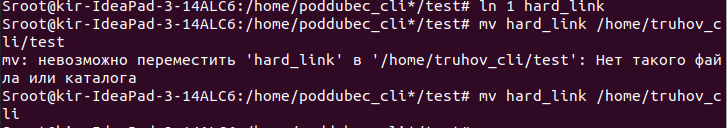 Sroot@kir-IdeaPad-3-14ALC6:/home/poddubec_cli*/test# ln 1 hard_link
Sroot@kir-IdeaPad-3-14ALC6:/home/poddubec_cli*/test# mv hard_link /home/truhov_c
li/test
mv: невозможно переместить 'hard_link' в '/home/truhov_cli/test': Нет такого фай
ла или каталога
Sroot@kir-IdeaPad-3-14ALC6:/home/poddubec_cli*/test# mv hard_link /home/truhov_c
li